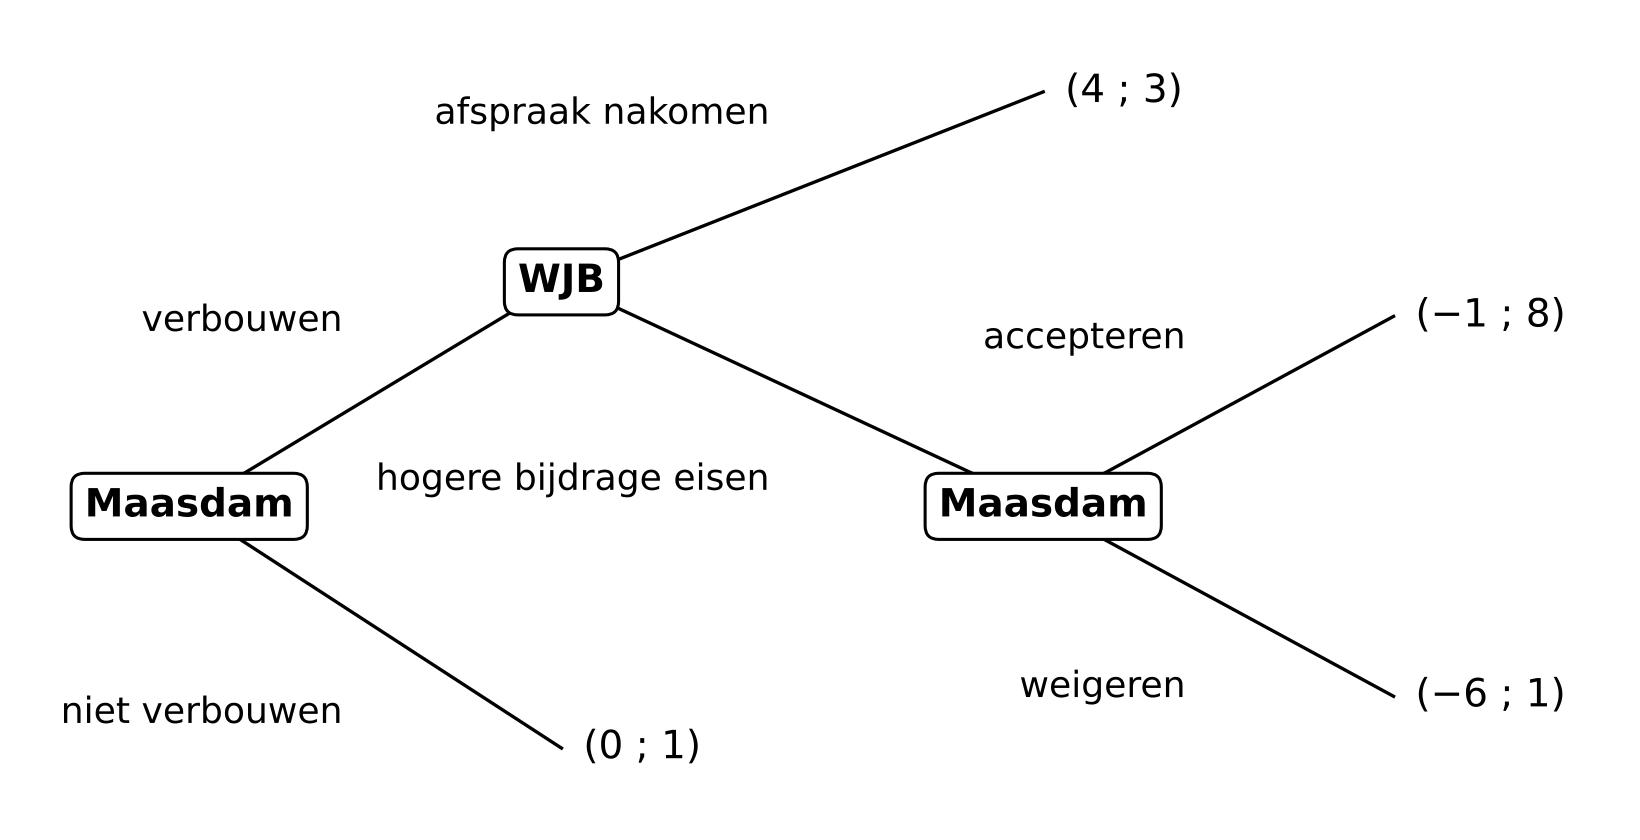 (4 ; 3)
afspraak nakomen
WJB
verbouwen
(−1 ; 8)
accepteren
hogere bijdrage eisen
Maasdam
Maasdam
weigeren
(−6 ; 1)
niet verbouwen
(0 ; 1)